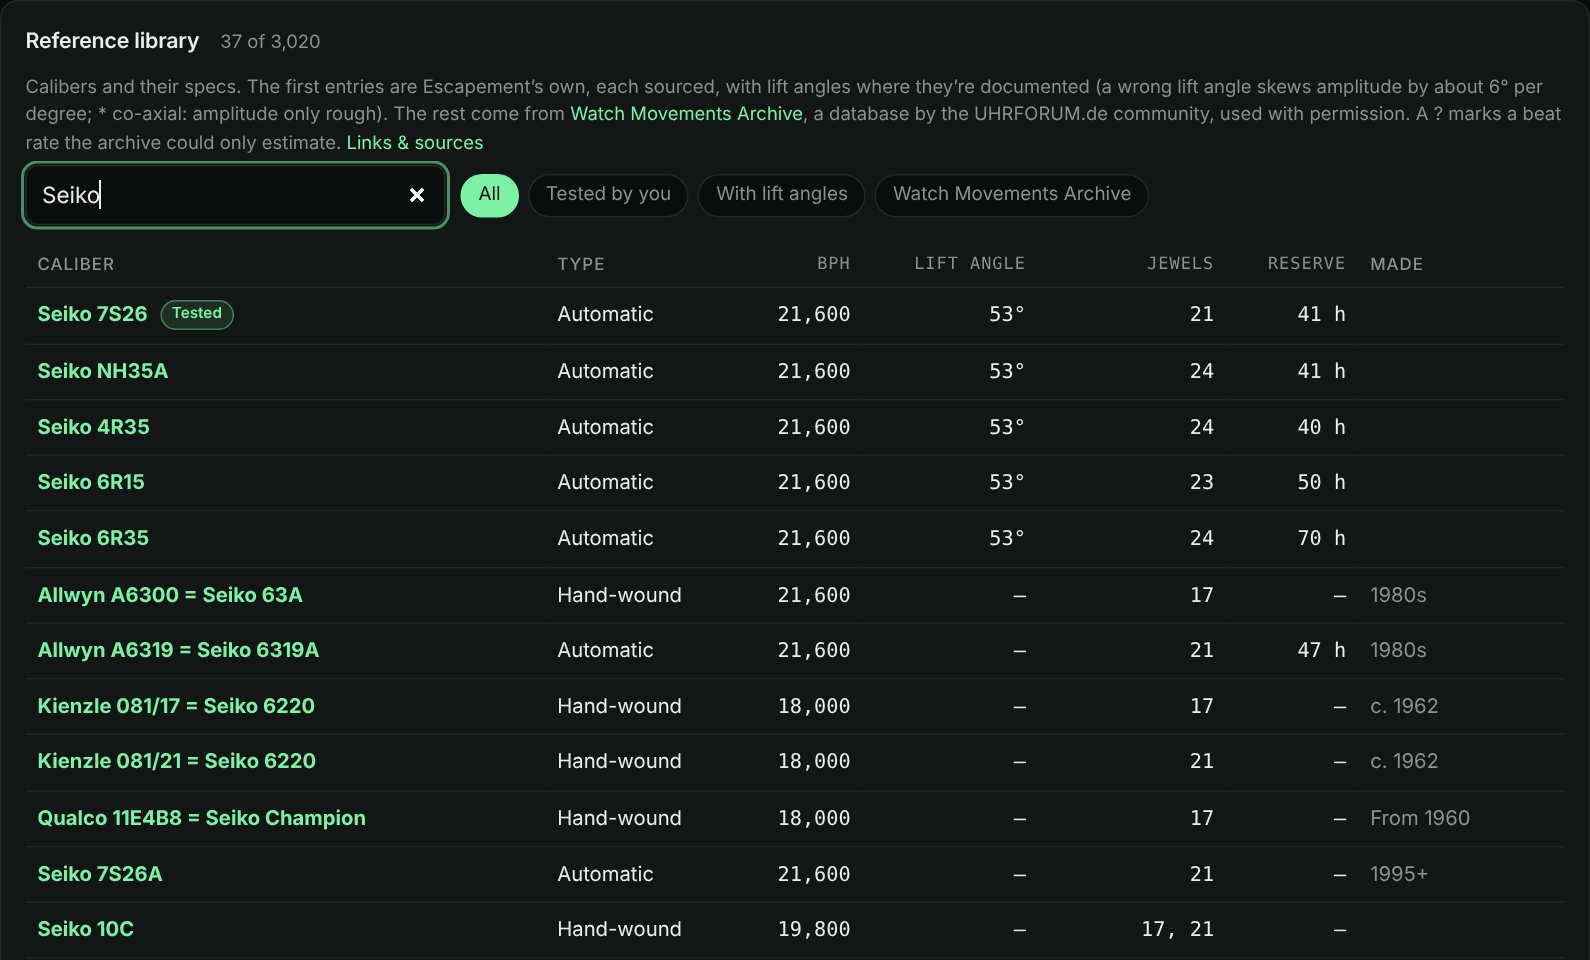 Reference library 37 of 3,020
Calibers and their specs. The first entries are Escapement’s own, each sourced, with lift angles where they’re documented (a wrong lift angle skews amplitude by about 6° per
degree; * co-axial: amplitude only rough). The rest come from Watch Movements Archive, a database by the UHRFORUM.de community, used with permission. A ? marks a beat
rate the archive could only estimate. Links & sources
Seiko All Tested by you With lift angles Watch Movements Archive
CALIBER TYPE BPH LIFT ANGLE JEWELS RESERVE MADE
Seiko 7S26 Tested Automatic 21,600 53° 21 41 h
Seiko NH35A Automatic 21,600 53° 24 41 h
Seiko 4R35 Automatic 21,600 53° 24 40 h
Seiko 6R15 Automatic 21,600 53° 23 50 h
Seiko 6R35 Automatic 21,600 53° 24 70 h
Allwyn A6300 = Seiko 63A Hand-wound 21,600 – 17 – 1980s
Allwyn A6319 = Seiko 6319A Automatic 21,600 – 21 47 h 1980s
Kienzle 081/17 = Seiko 6220 Hand-wound 18,000 – 17 – c. 1962
Kienzle 081/21 = Seiko 6220 Hand-wound 18,000 – 21 – c. 1962
Qualco 11E4B8 = Seiko Champion Hand-wound 18,000 – 17 – From 1960
Seiko 7S26A Automatic 21,600 – 21 – 1995+
Seiko 10C Hand-wound 19,800 – 17, 21 –